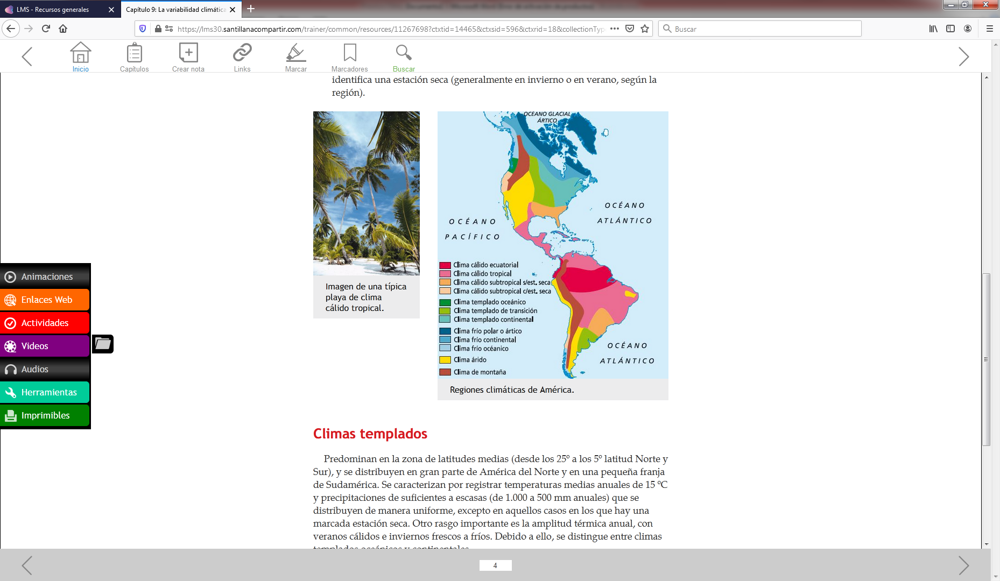 LMS - Recursos generales
Capítulo 9: La variabilidad climática
https://lms30.santillanacompartir.com/trainer/common/resources/11267698?ctxtid=14465&ctxsid=596&ctxrid=18&collectionTyp
Buscar
Inicio
Capítulos
Crear nota
Links
Marcar
Marcadores
Buscar
identifica una estación seca (generalmente en invierno o en verano, según la
región).
OCÉANO GLACIAL
ÁRTICO
OCÉANO
ATLÁNTICO
OCÉANO
PACÍFICO
Clima cálido ecuatorial
Clima cálido tropical
Clima cálido subtropical s/est. seca
Clima cálido subtropical c/est. seca
Clima templado oceánico
Clima templado de transición
Clima templado continental
Clima frío polar o ártico
Clima frío continental
Clima frío océanico
Clima árido
Clima de montaña
OCÉANO
ATLÁNTICO
Imagen de una típica
playa de clima
cálido tropical.
Regiones climáticas de América.
Animaciones
Enlaces Web
Actividades
Videos
Audios
Herramientas
Imprimibles
Climas templados
Predominan en la zona de latitudes medias (desde los 25º a los 5º latitud Norte y
Sur), y se distribuyen en gran parte de América del Norte y en una pequeña franja
de Sudamérica. Se caracterizan por registrar temperaturas medias anuales de 15 ºC
y precipitaciones de suficientes a escasas (de 1.000 a 500 mm anuales) que se
distribuyen de manera uniforme, excepto en aquellos casos en los que hay una
marcada estación seca. Otro rasgo importante es la amplitud térmica anual, con
veranos cálidos e inviernos frescos a fríos. Debido a ello, se distingue entre climas
templados oceánicos y continentales.
4